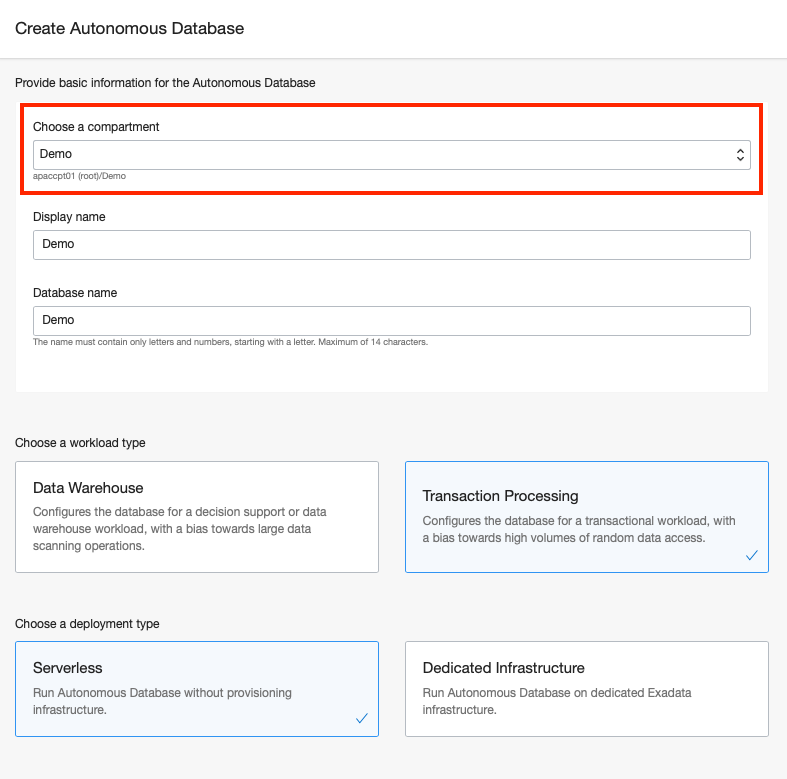 Create Autonomous Database
Provide basic information for the Autonomous Database
Choose a compartment
Demo
apaccpt01 (root)/Demo
Display name
Demo
Database name
Demo
The name must contain only letters and numbers, starting with a letter. Maximum of 14 characters.
Choose a workload type
Data Warehouse
Configures the database for a decision support or data
warehouse workload, with a bias towards large data
scanning operations.
Transaction Processing
Configures the database for a transactional workload, with
a bias towards high volumes of random data access.
Choose a deployment type
Serverless
Run Autonomous Database without provisioning
infrastructure.
Dedicated Infrastructure
Run Autonomous Database on dedicated Exadata
infrastructure.